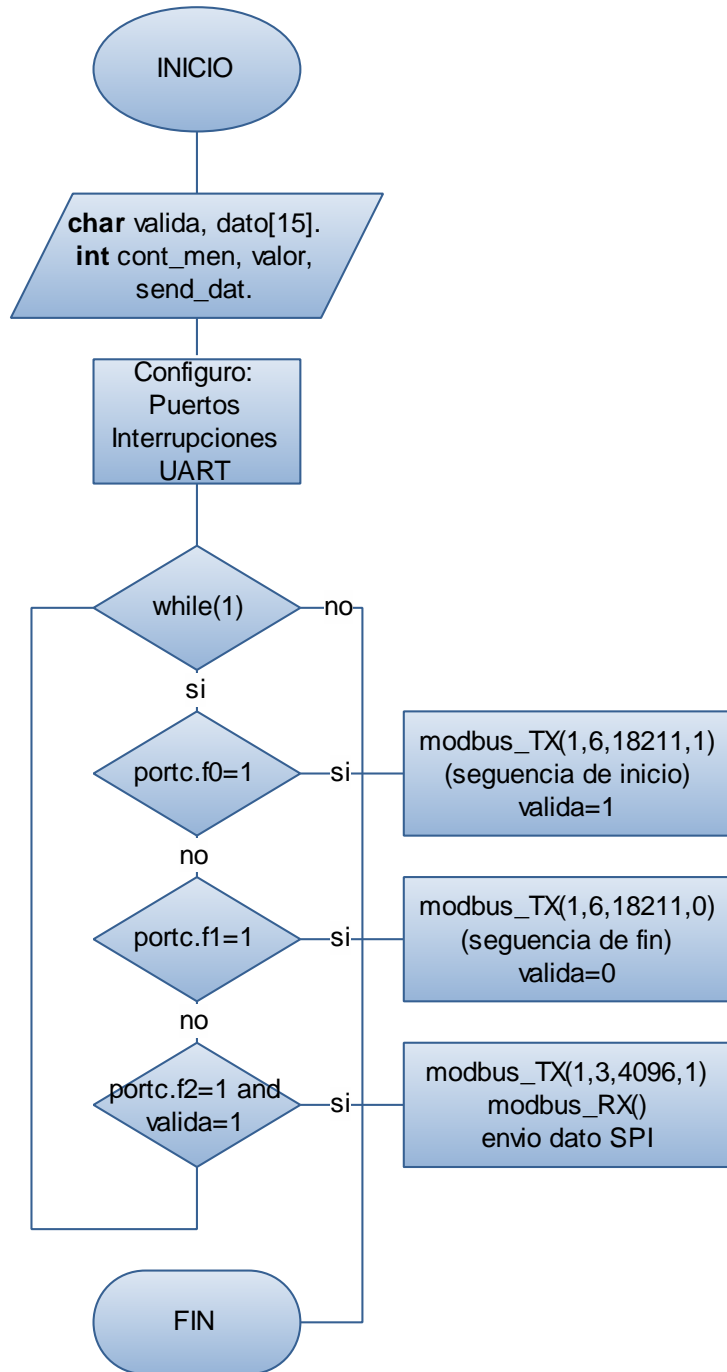 INICIO
char valida, dato[15].
int cont_men, valor,
send_dat.
Configuro:
Puertos
Interrupciones
UART
while(1)
no
si
portc.f0=1
si
modbus_TX(1,6,18211,1)
(seguencia de inicio)
valida=1
no
portc.f1=1
si
modbus_TX(1,6,18211,0)
(seguencia de fin)
valida=0
no
portc.f2=1 and
valida=1
si
modbus_TX(1,3,4096,1)
modbus_RX()
envio dato SPI
FIN